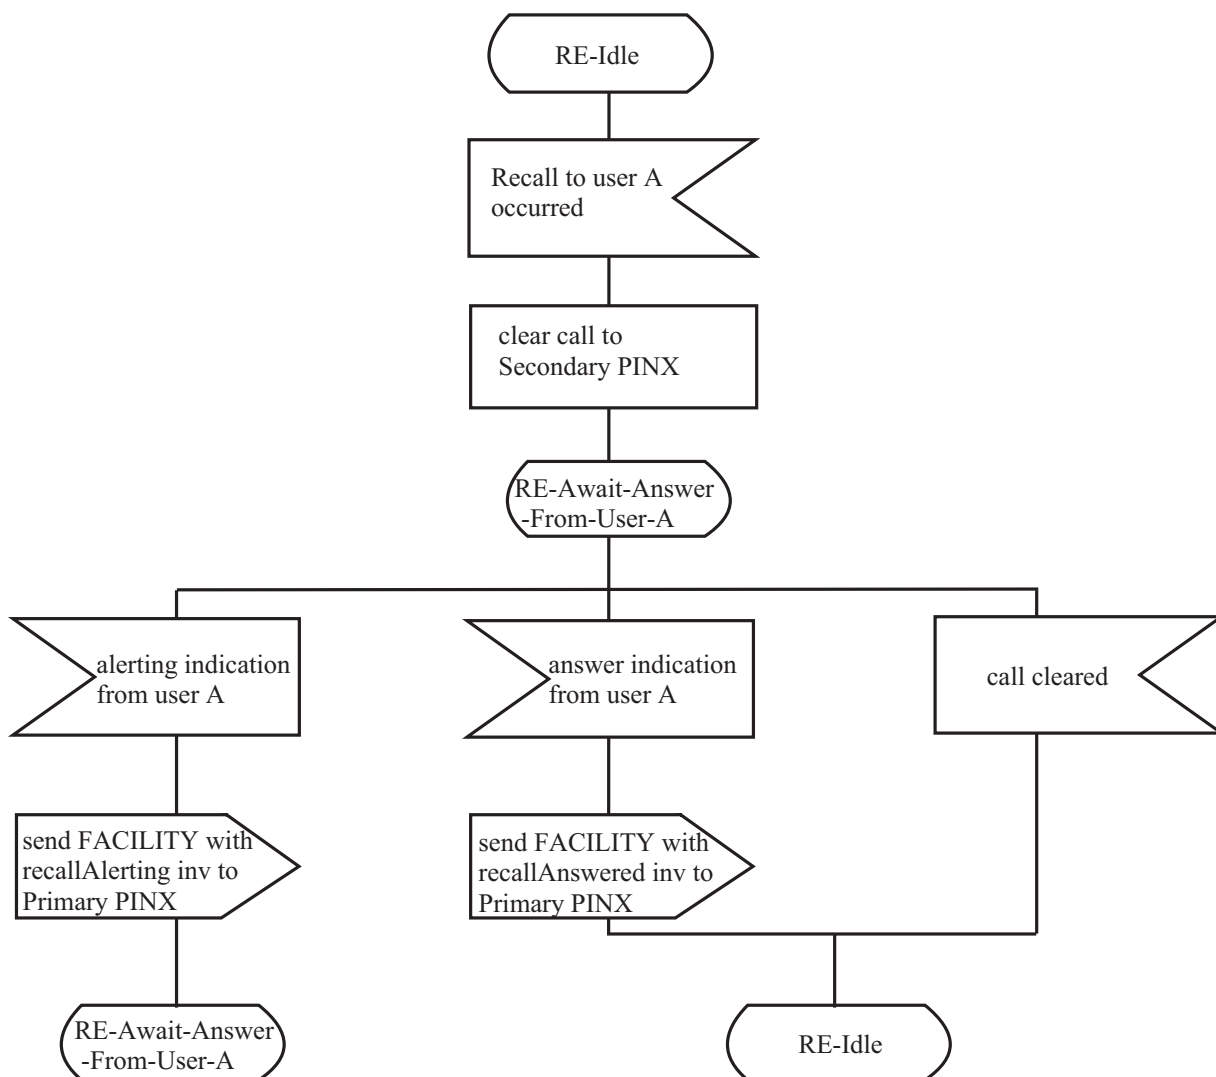 RE-Idle
Recall to user A
occurred
clear call to
Secondary PINX
RE-Await-Answer
-From-User-A
alerting indication
from user A
answer indication
from user A
call cleared
send FACILITY with
recallAlerting inv to
Primary PINX
send FACILITY with
recallAnswered inv to
Primary PINX
RE-Await-Answer
-From-User-A
RE-Idle